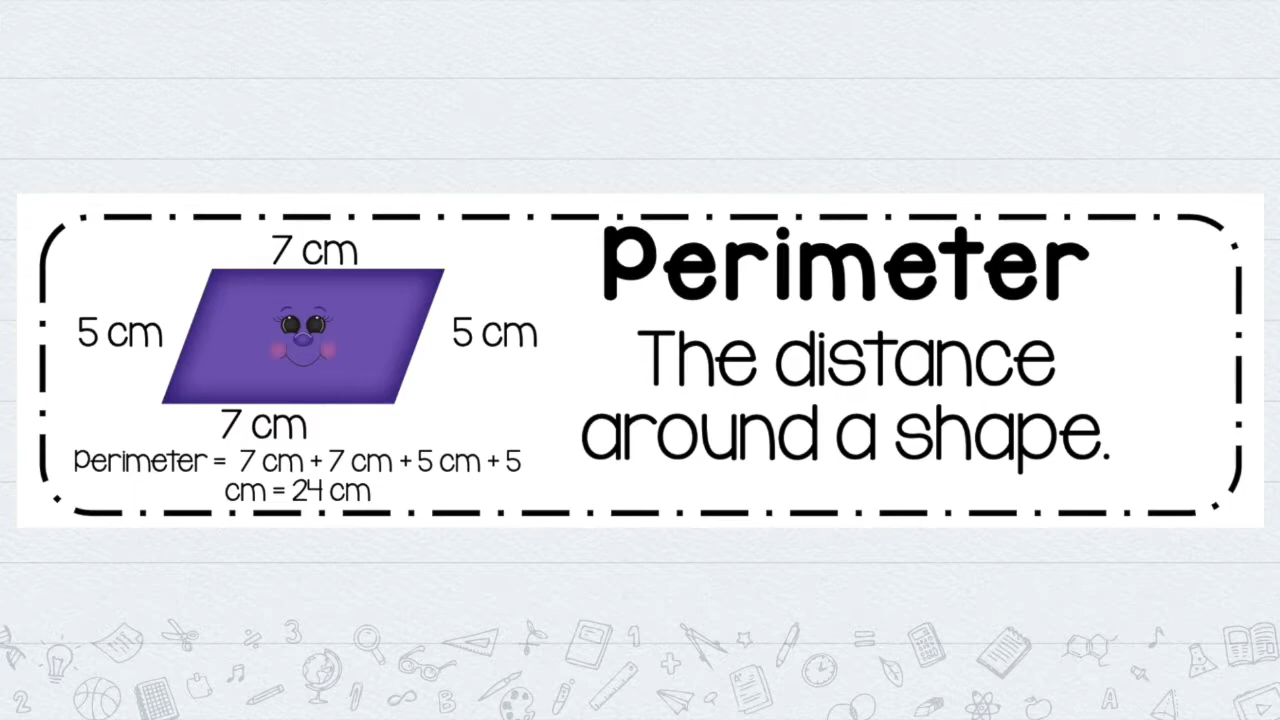 7 cm
5 cm
5 cm
7 cm
Perimeter = 7 cm + 7 cm + 5 cm + 5
cm = 24 cm
Perimeter
The distance
around a shape.